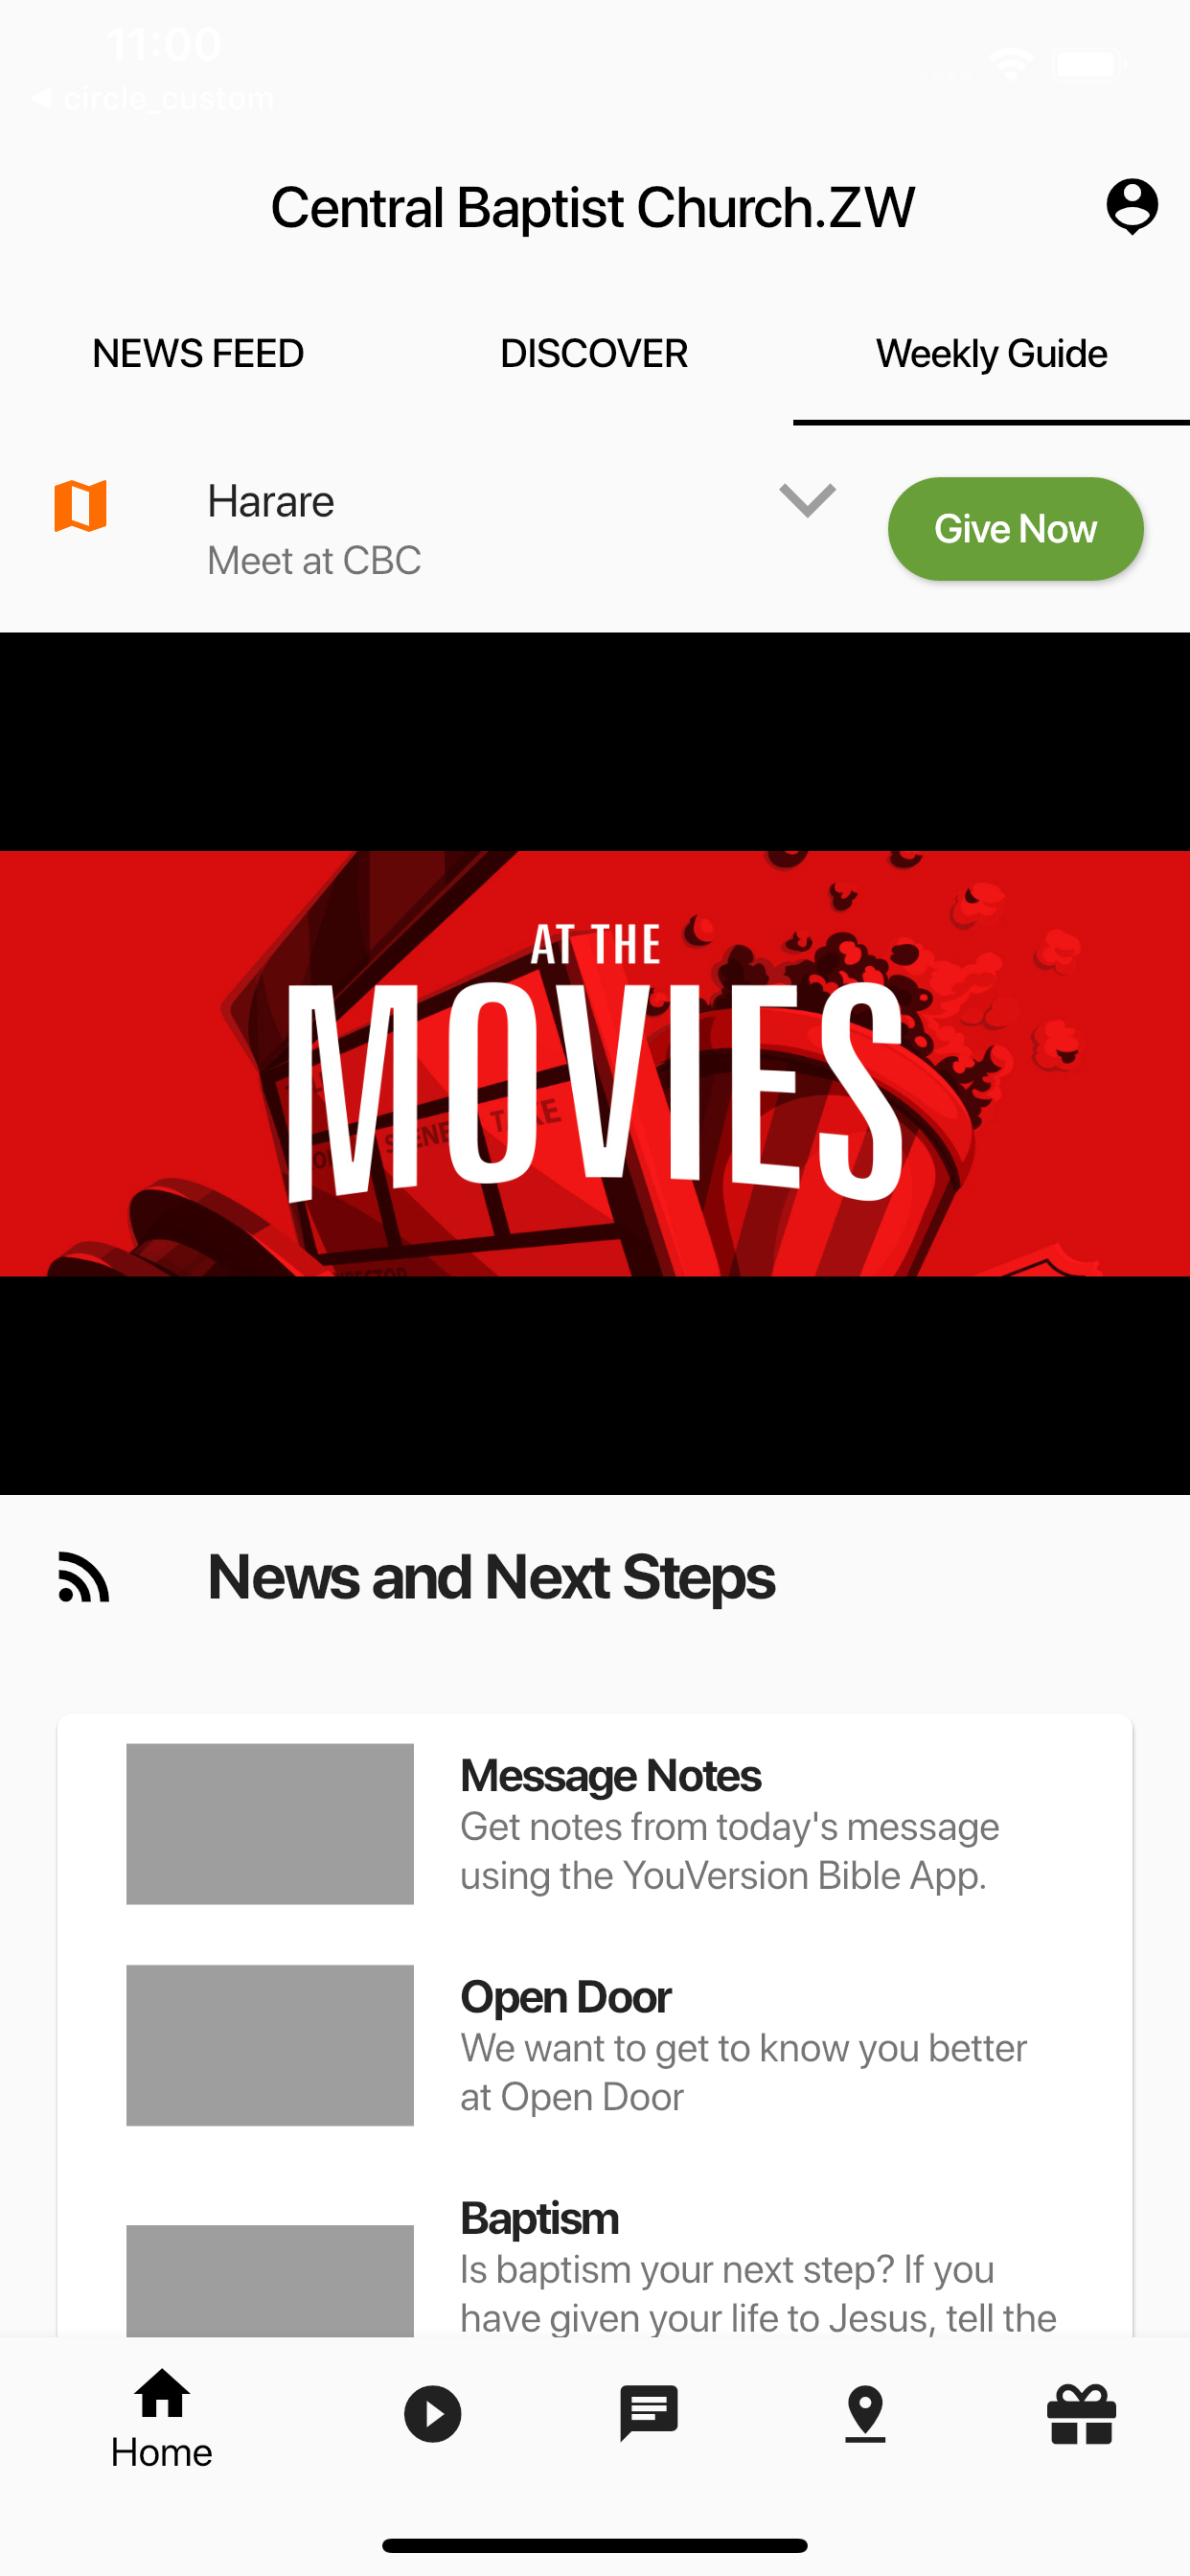 11:00
◀ circle_custom
Central Baptist Church.ZW
NEWS FEED
DISCOVER
Weekly Guide
Harare
Meet at CBC
Give Now
AT THE
MOVIES
TAKE
News and Next Steps
Message Notes
Get notes from today's message
using the YouVersion Bible App.
Open Door
We want to get to know you better
at Open Door
Baptism
Is baptism your next step? If you
have given your life to Jesus, tell the
Home